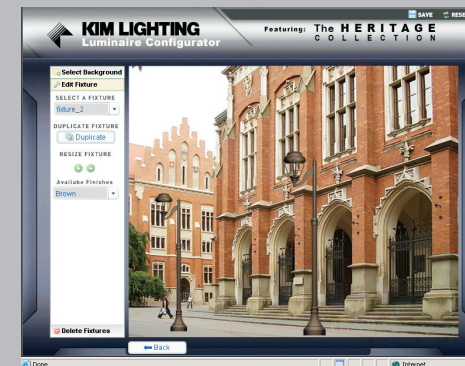 SAVE
RESE
KIM LIGHTING
Luminaire Configurator
Featuring: The HERITAGE
COLLECTION
Select Background
Edit Fixture
SELECT A FIXTURE
fixture_2
DUPLICATE FIXTURE
Duplicate
RESIZE FIXTURE
Availabe Finishes
Brown
Delete Fixtures
Back
Done
Internet